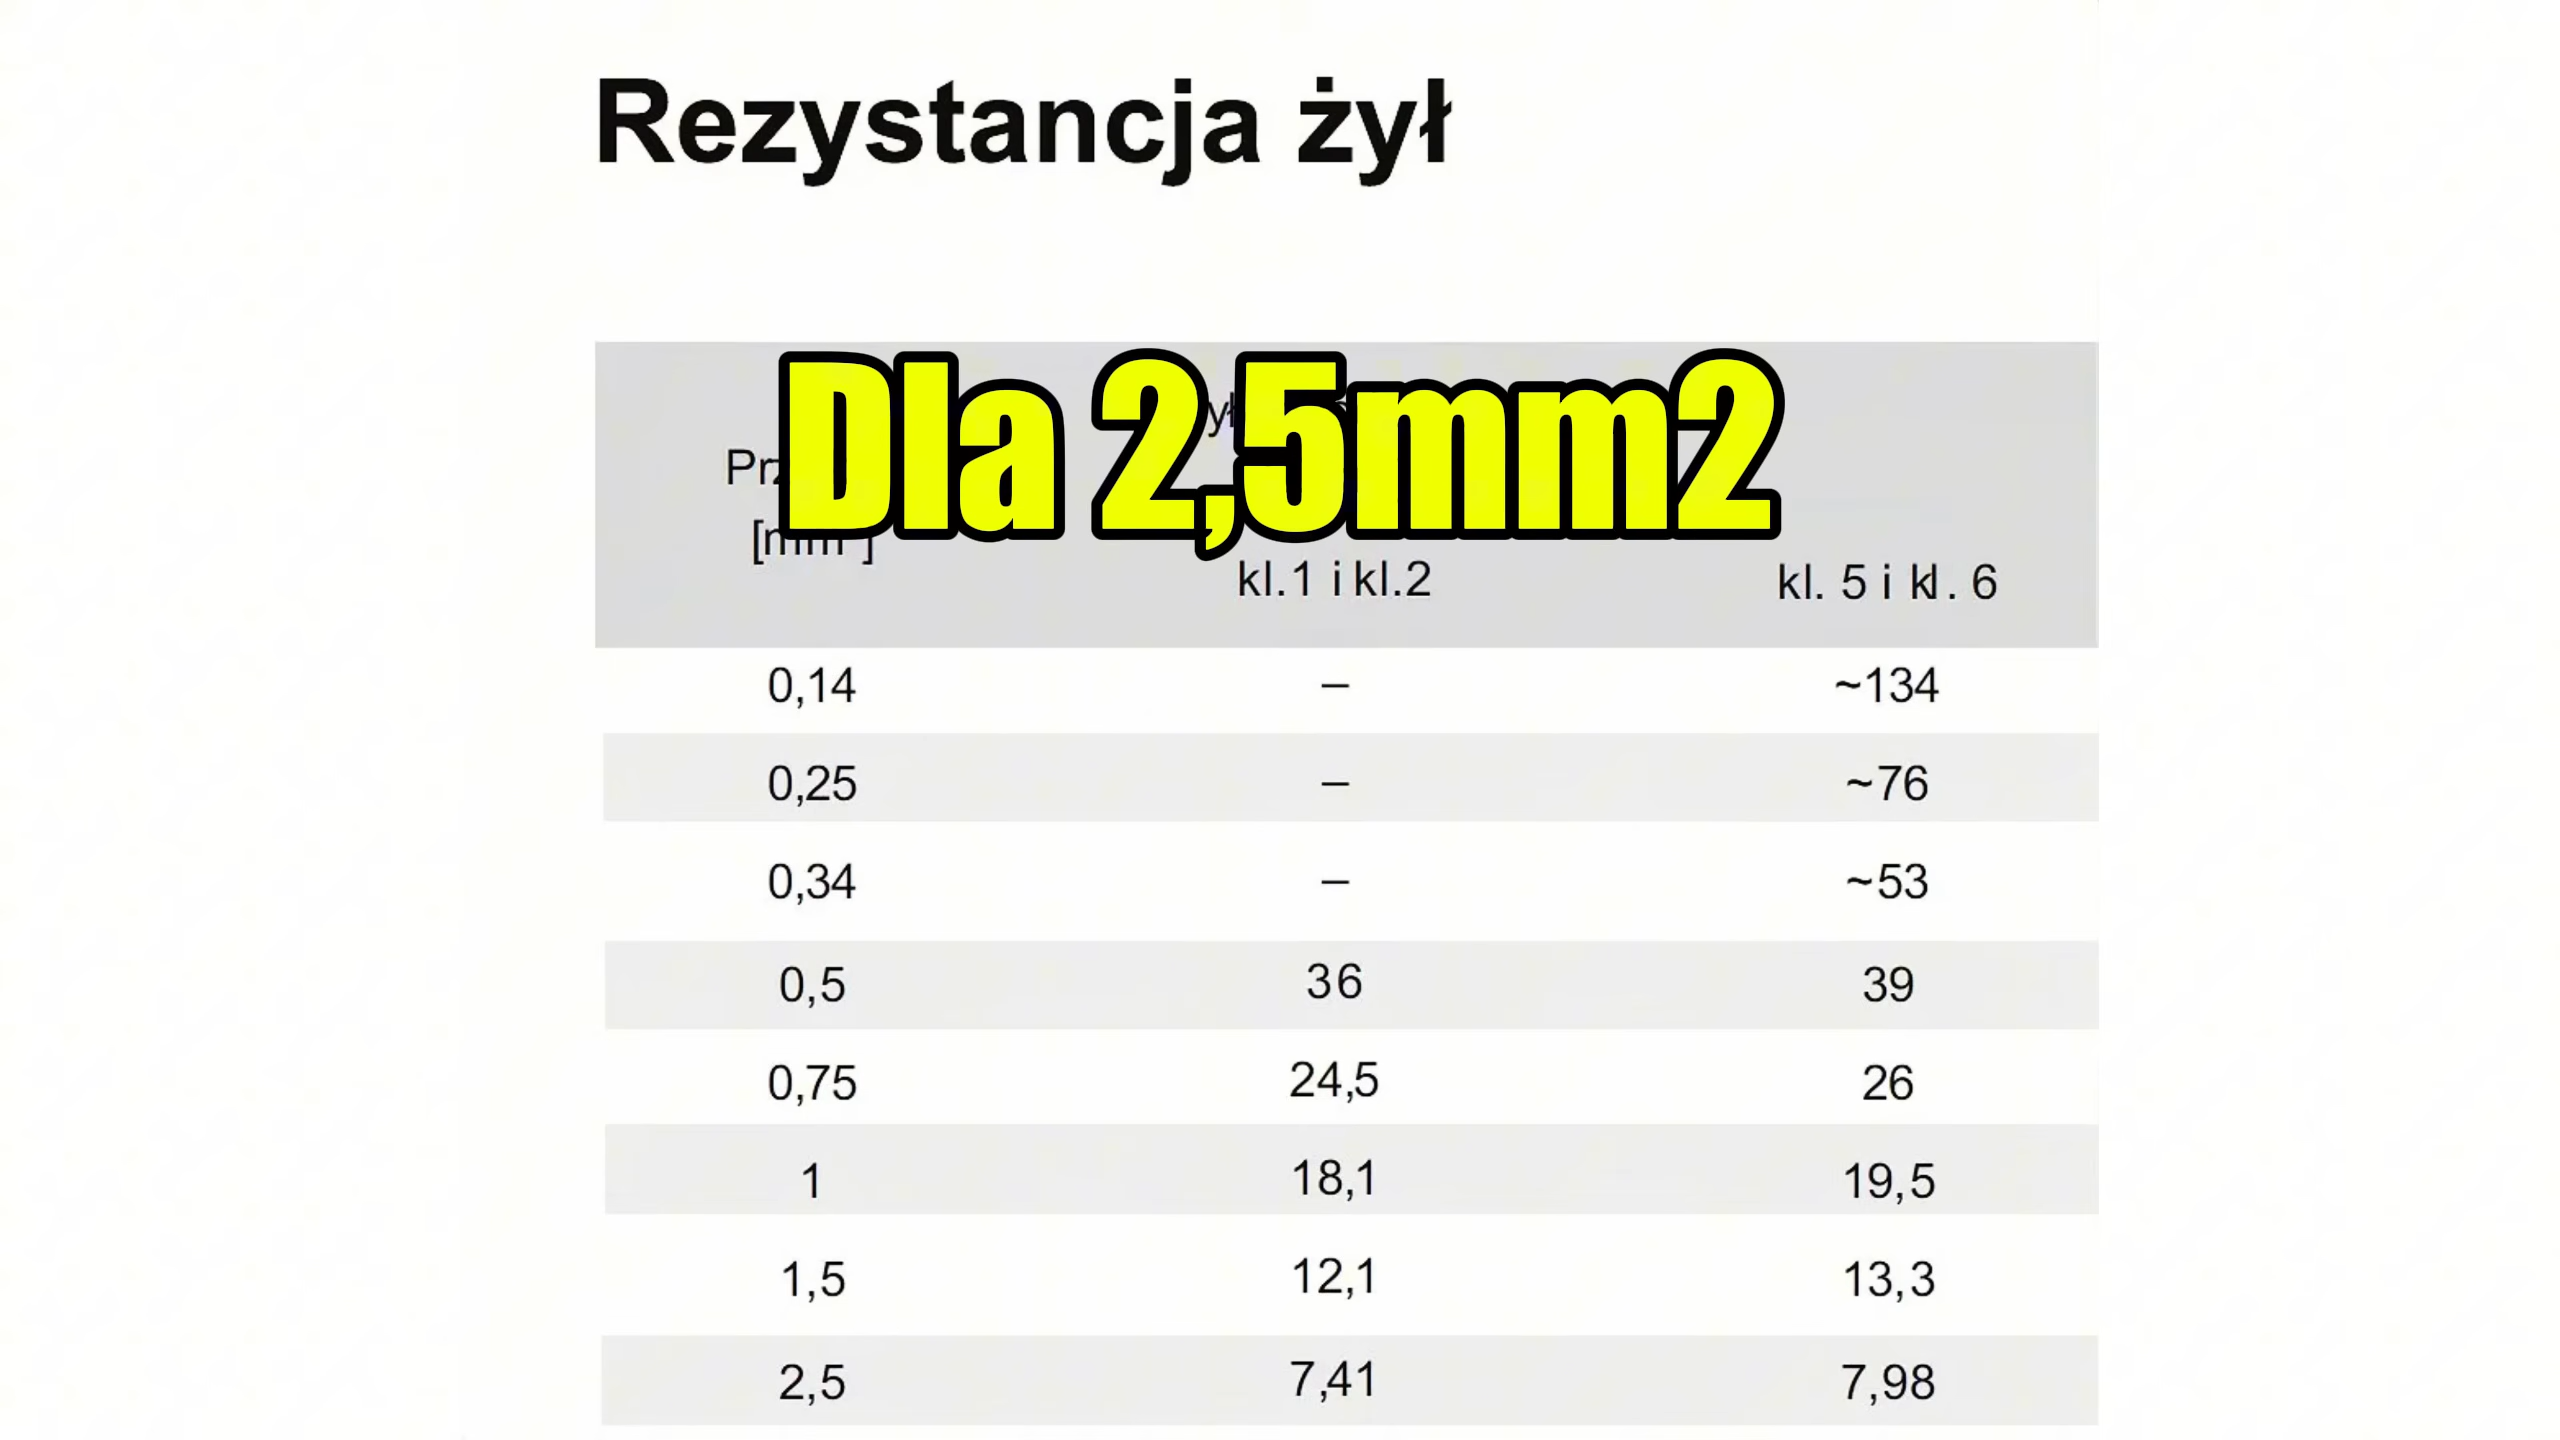 Rezystancja żył
Dla 2,5mm2
kl.1 i kl.2 kl. 5 i kl. 6
0,14 – ~134
0,25 – ~76
0,34 – ~53
0,5 36 39
0,75 24,5 26
1 18,1 19,5
1,5 12,1 13,3
2,5 7,41 7,98